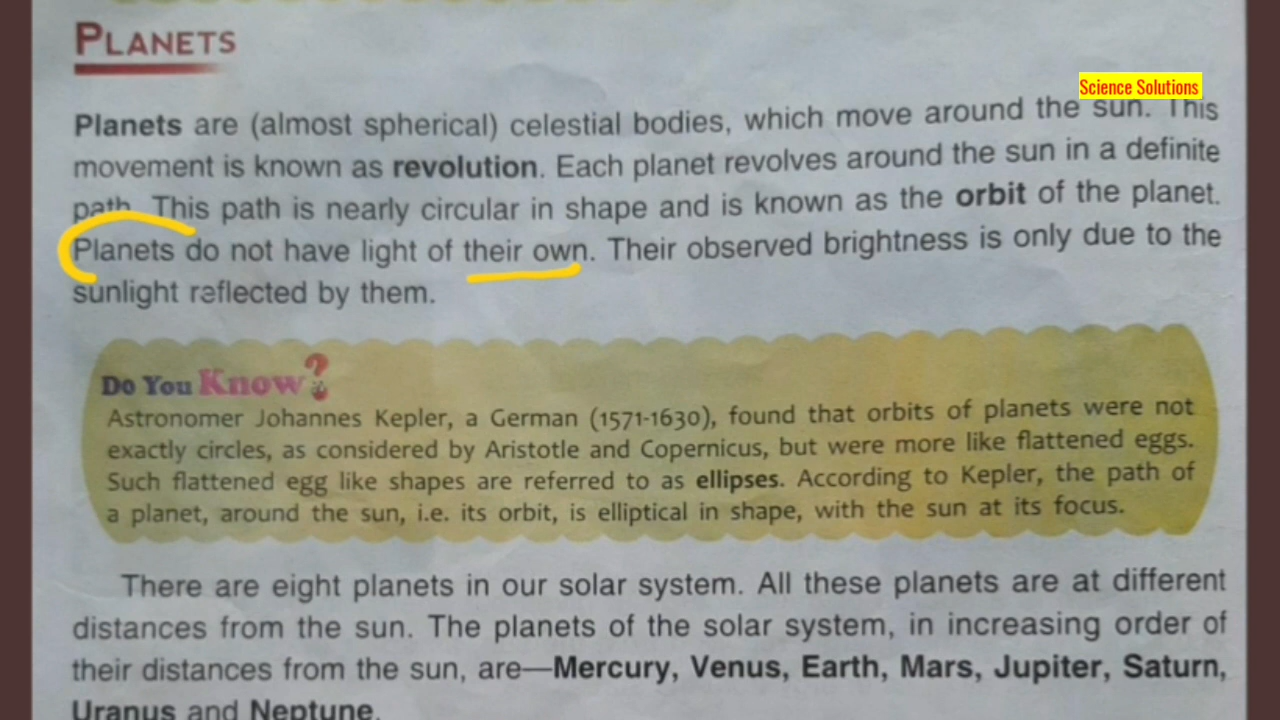 PLANETS
Science Solutions
Planets are (almost spherical) celestial bodies, which move around the sun. This
movement is known as revolution. Each planet revolves around the sun in a definite
path. This path is nearly circular in shape and is known as the orbit of the planet.
Planets do not have light of their own. Their observed brightness is only due to the
sunlight reflected by them.
Do You Know?
Astronomer Johannes Kepler, a German (1571-1630), found that orbits of planets were not
exactly circles, as considered by Aristotle and Copernicus, but were more like flattened eggs.
Such flattened egg like shapes are referred to as ellipses. According to Kepler, the path of
a planet, around the sun, i.e. its orbit, is elliptical in shape, with the sun at its focus.
There are eight planets in our solar system. All these planets are at different
distances from the sun. The planets of the solar system, in increasing order of
their distances from the sun, are—Mercury, Venus, Earth, Mars, Jupiter, Saturn,
Uranus and Neptune.